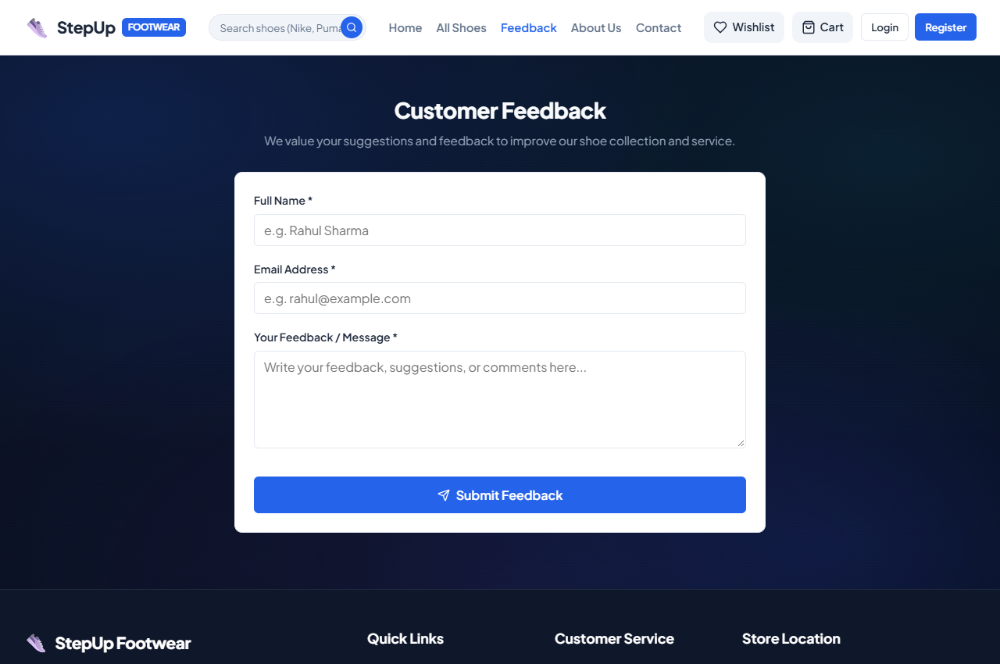 StepUp FOOTWEAR
Search shoes (Nike, Puma
Home
All Shoes
Feedback
About Us
Contact
Wishlist
Cart
Login
Register
Customer Feedback
We value your suggestions and feedback to improve our shoe collection and service.
Full Name *
e.g. Rahul Sharma
Email Address *
e.g. rahul@example.com
Your Feedback / Message *
Write your feedback, suggestions, or comments here...
Submit Feedback
StepUp Footwear
Quick Links
Customer Service
Store Location